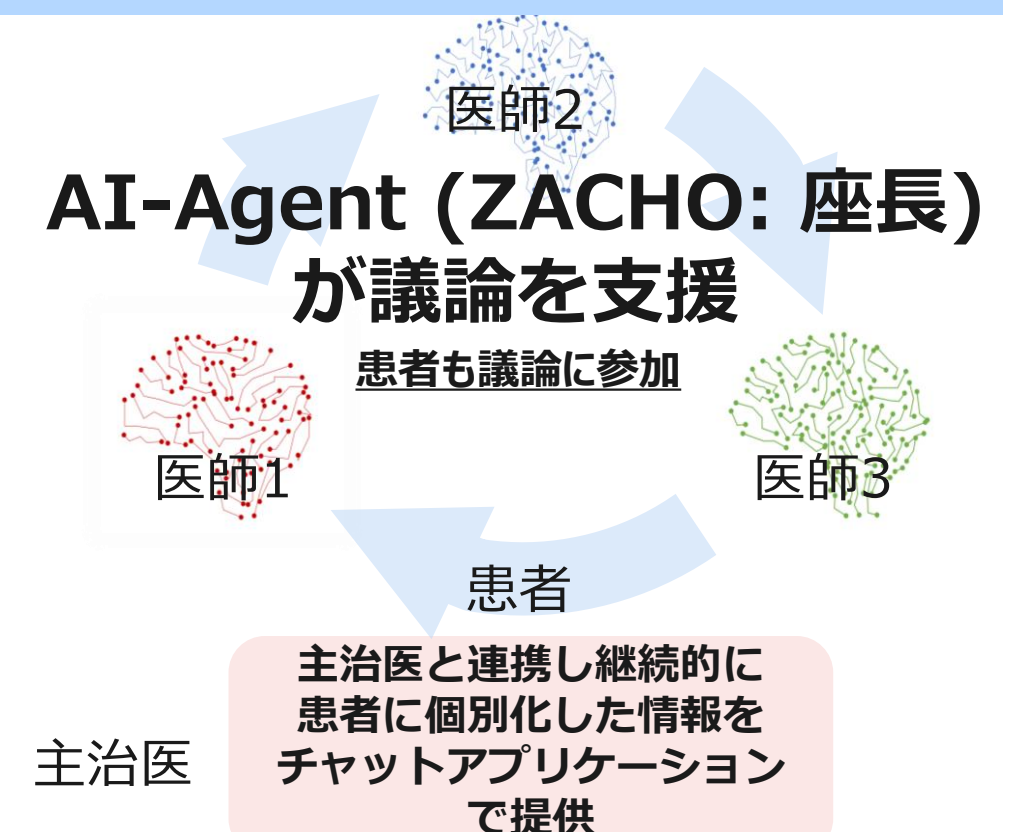 医師2
AI-Agent (ZACHO: 座長)
が議論を支援
患者も議論に参加
医師1
医師3
患者
主治医と連携し継続的に
患者に個別化した情報を
チャットアプリケーション
で提供
主治医